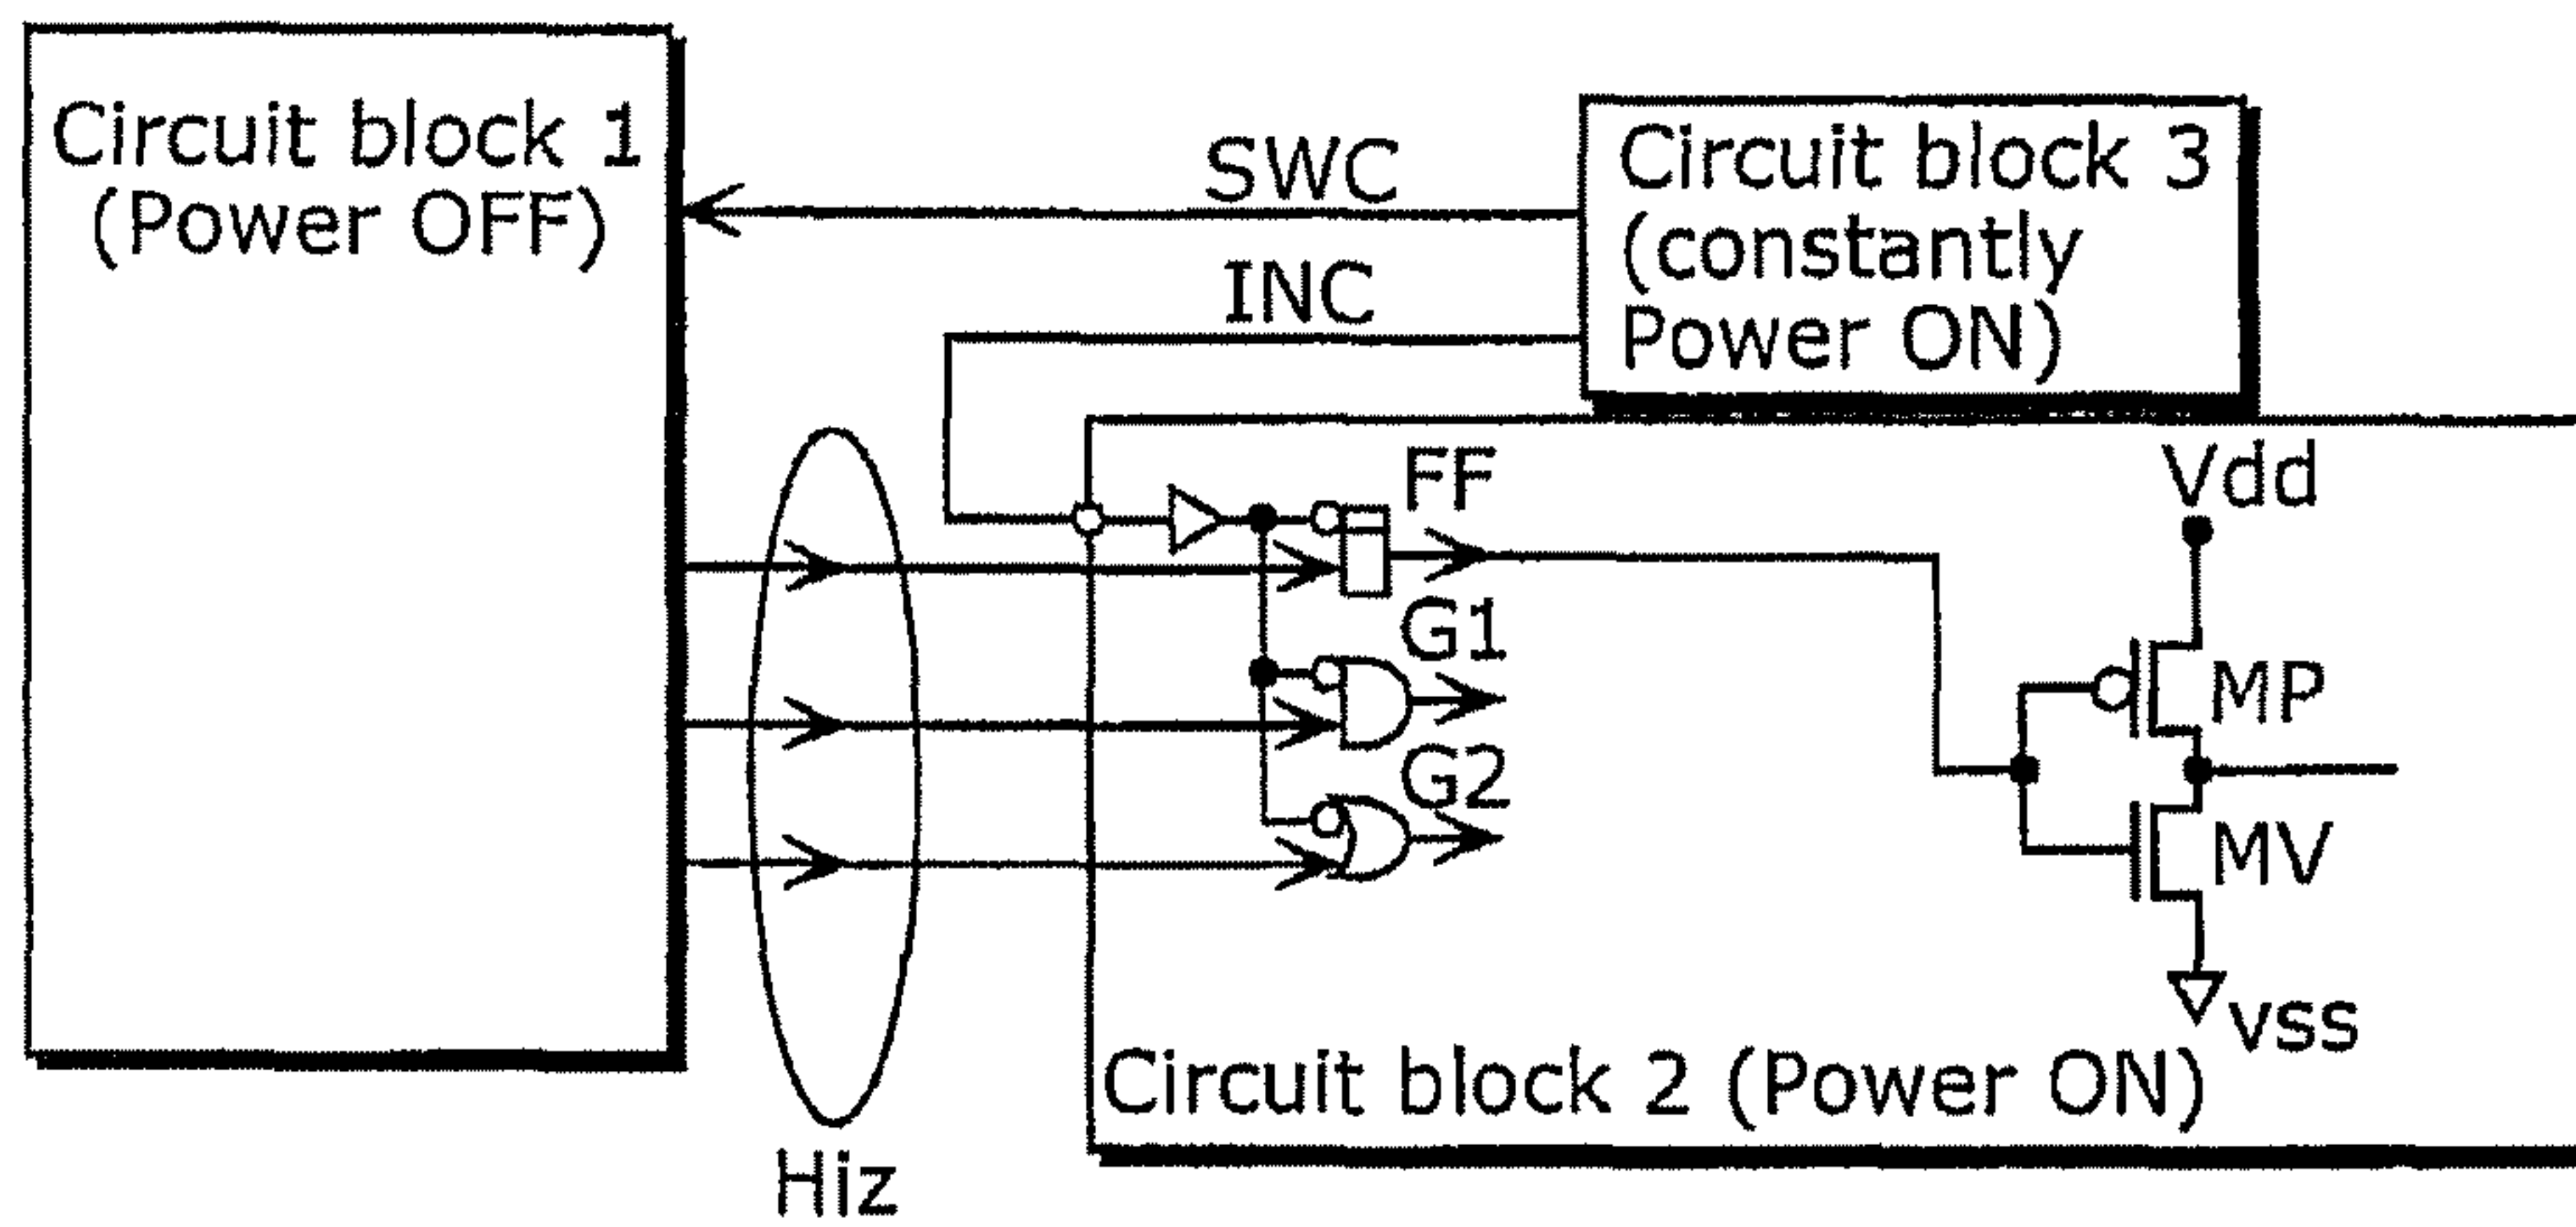 Circuit block 1
(Power OFF)
SWC
INC
Circuit block 3
(constantly
Power ON)
FF
G1
G2
Vdd
MP
MV
vss
Circuit block 2 (Power ON)
Hiz